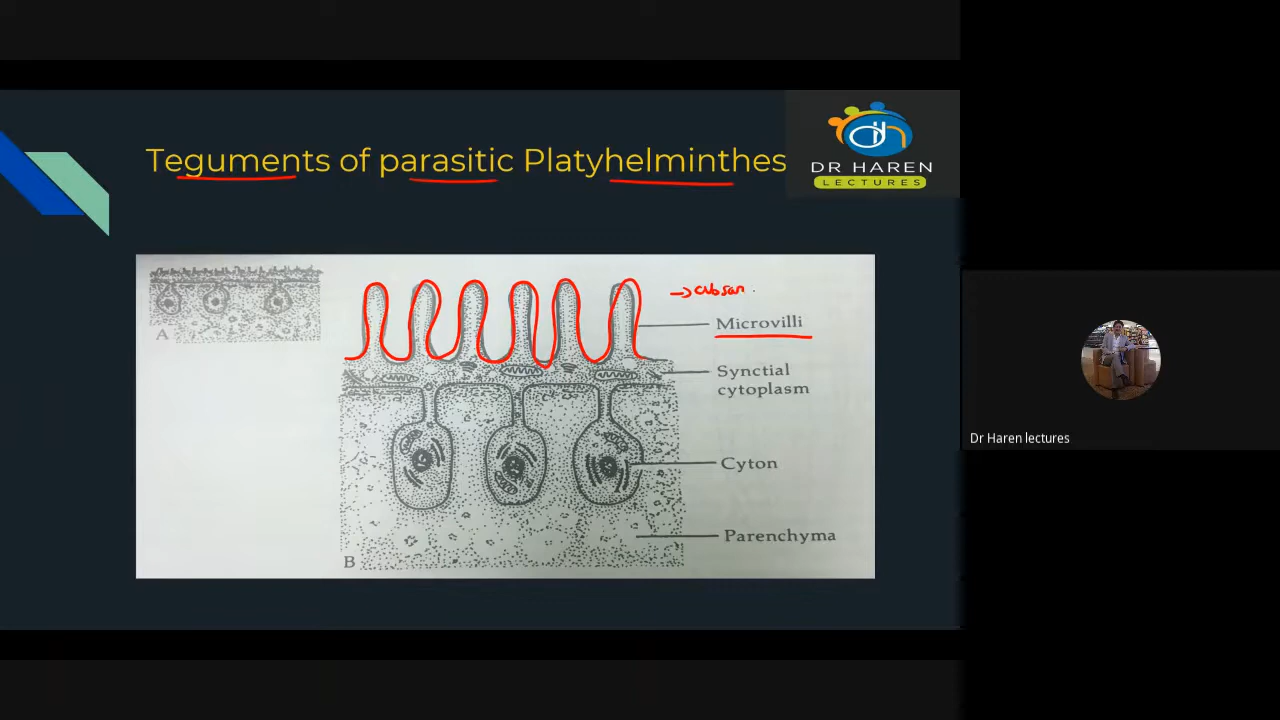 Teguments of parasitic Platyhelminthes
DR HAREN
LECTURES
Microvilli
Synctial
cytoplasm
Cyton
Parenchyma
A
B
Dr Haren lectures